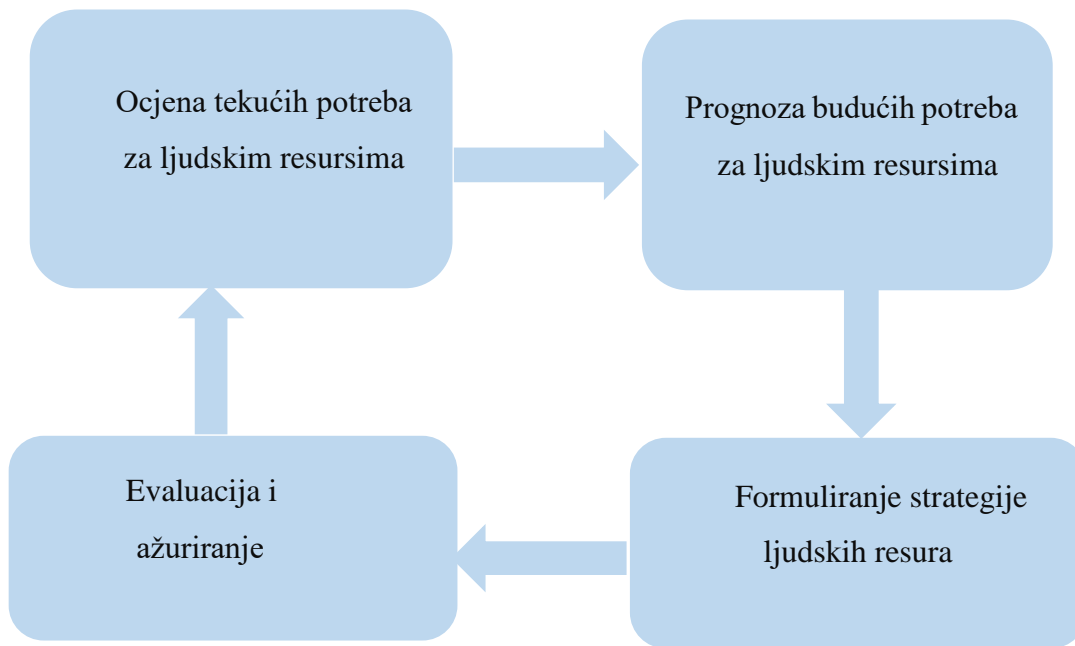 Ocjena tekućih potreba
za ljudskim resursima
Prognoza budućih potreba
za ljudskim resursima
Formuliranje strategije
ljudskih resura
Evaluacija i
ažuriranje